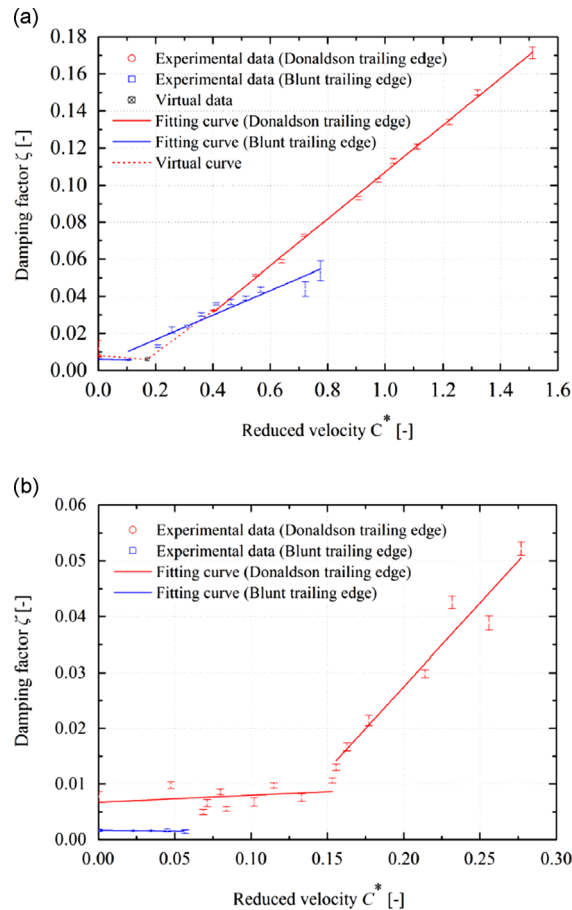 (a)
0.18
0.16
0.14
0.12
0.10
0.08
0.06
0.04
0.02
0.00
Damping factor ζ [-]
Experimental data (Donaldson trailing edge)
Experimental data (Blunt trailing edge)
Virtual data
Fitting curve (Donaldson trailing edge)
Fitting curve (Blunt trailing edge)
Virtual curve
0.0 0.2 0.4 0.6 0.8 1.0 1.2 1.4 1.6
Reduced velocity C* [-]
(b)
0.06
0.05
0.04
0.03
0.02
0.01
0.00
Damping factor ζ [-]
Experimental data (Donaldson trailing edge)
Experimental data (Blunt trailing edge)
Fitting curve (Donaldson trailing edge)
Fitting curve (Blunt trailing edge)
0.00 0.05 0.10 0.15 0.20 0.25 0.30
Reduced velocity C* [-]